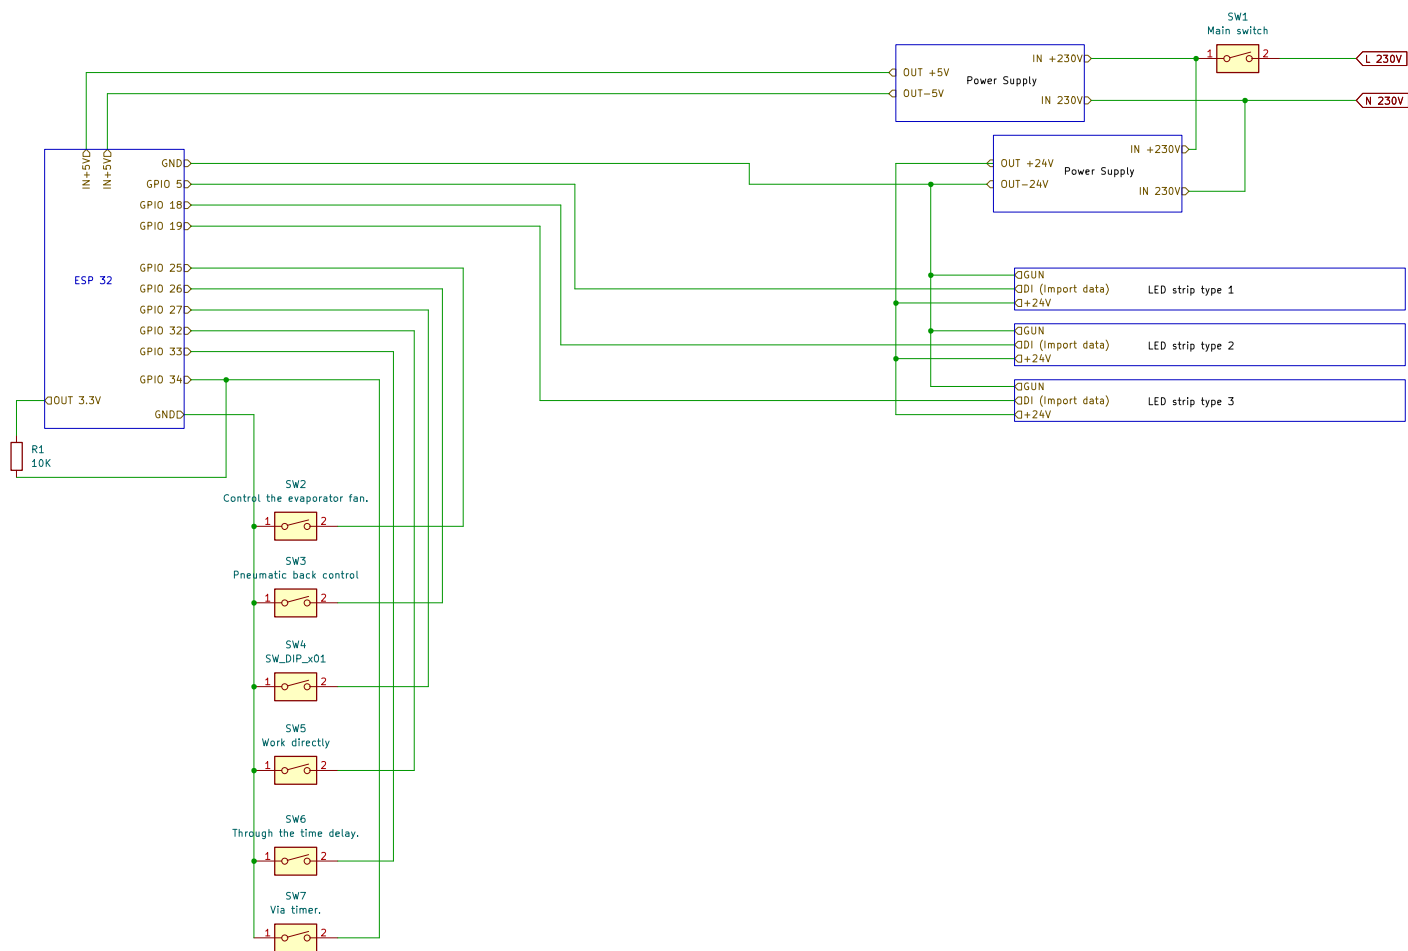 SW1
Main switch
1 2
L 230V
N 230V
OUT +5V
OUT-5V
Power Supply
IN +230V
IN 230V
OUT +24V
OUT-24V
Power Supply
IN +230V
IN 230V
IN+5V
IN+5V
ESP 32
GND
GPIO 5
GPIO 18
GPIO 19
GPIO 25
GPIO 26
GPIO 27
GPIO 32
GPIO 33
GPIO 34
GND
OUT 3.3V
R1
10K
GUN
DI (Import data)
+24V
LED strip type 1
GUN
DI (Import data)
+24V
LED strip type 2
GUN
DI (Import data)
+24V
LED strip type 3
SW2
Control the evaporator fan.
1 2
SW3
Pneumatic back control
1 2
SW4
SW_DIP_x01
1 2
SW5
Work directly
1 2
SW6
Through the time delay.
1 2
SW7
Via timer.
1 2